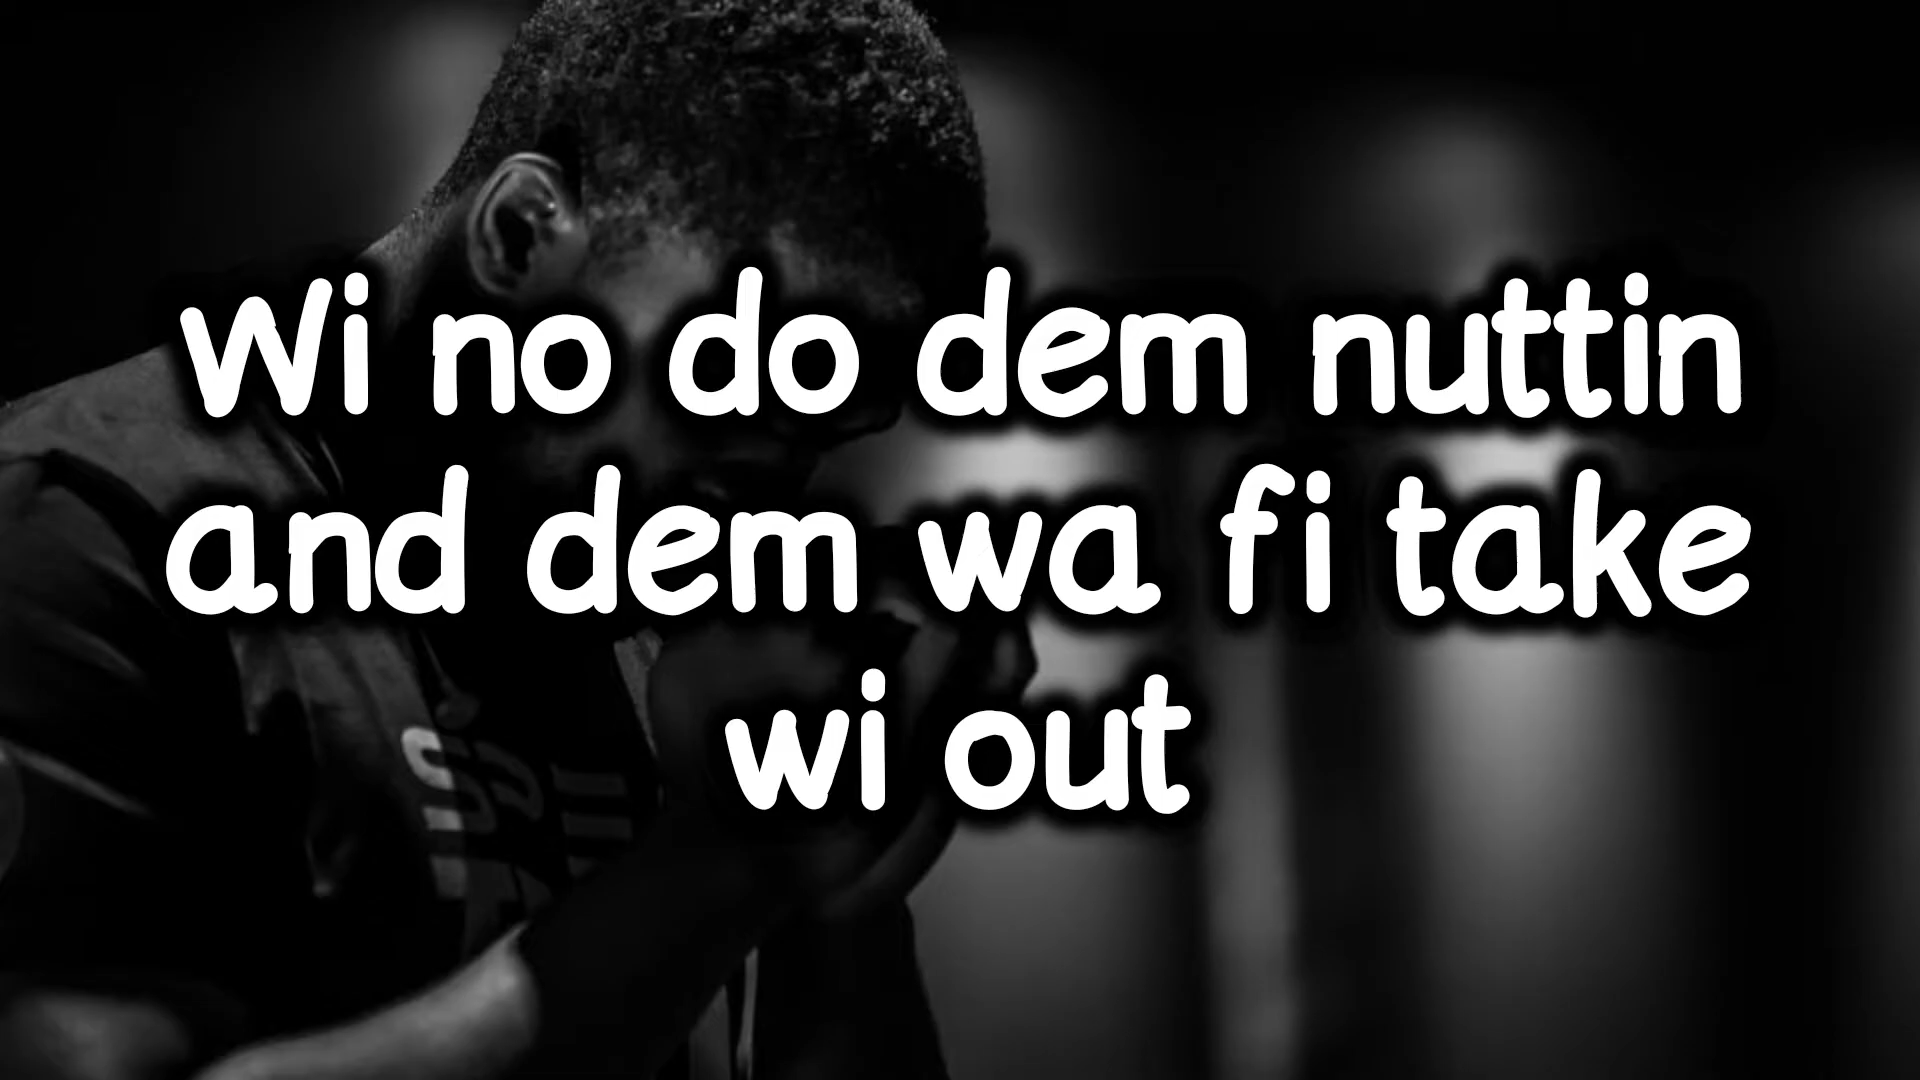 Wi no do dem nuttin
and dem wa fi take
wi out